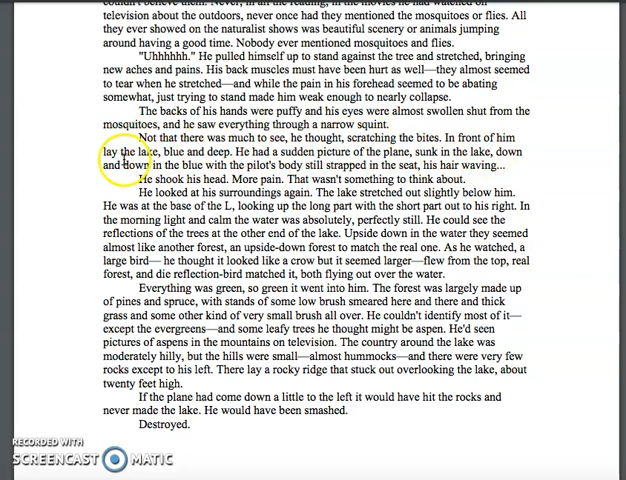 couldn't believe them. Never, in all the reading, in the movies he had watched on
television about the outdoors, never once had they mentioned the mosquitoes or flies. All
they ever showed on the naturalist shows was beautiful scenery or animals jumping
around having a good time. Nobody ever mentioned mosquitoes and flies.
"Uhhhhhh." He pulled himself up to stand against the tree and stretched, bringing
new aches and pains. His back muscles must have been hurt as well—they almost seemed
to tear when he stretched—and while the pain in his forehead seemed to be abating
somewhat, just trying to stand made him weak enough to nearly collapse.
The backs of his hands were puffy and his eyes were almost swollen shut from the
mosquitoes, and he saw everything through a narrow squint.
Not that there was much to see, he thought, scratching the bites. In front of him
lay the lake, blue and deep. He had a sudden picture of the plane, sunk in the lake, down
and down in the blue with the pilot's body still strapped in the seat, his hair waving...
He shook his head. More pain. That wasn't something to think about.
He looked at his surroundings again. The lake stretched out slightly below him.
He was at the base of the L, looking up the long part with the short part out to his right. In
the morning light and calm the water was absolutely, perfectly still. He could see the
reflections of the trees at the other end of the lake. Upside down in the water they seemed
almost like another forest, an upside-down forest to match the real one. As he watched, a
large bird— he thought it looked like a crow but it seemed larger—flew from the top, real
forest, and die reflection-bird matched it, both flying out over the water.
Everything was green, so green it went into him. The forest was largely made up
of pines and spruce, with stands of some low brush smeared here and there and thick
grass and some other kind of very small brush all over. He couldn't identify most of it—
except the evergreens—and some leafy trees he thought might be aspen. He'd seen
pictures of aspens in the mountains on television. The country around the lake was
moderately hilly, but the hills were small—almost hummocks—and there were very few
rocks except to his left. There lay a rocky ridge that stuck out overlooking the lake, about
twenty feet high.
If the plane had come down a little to the left it would have hit the rocks and
never made the lake. He would have been smashed.
Destroyed.
RECORDED WITH
SCREENCAST MATIC